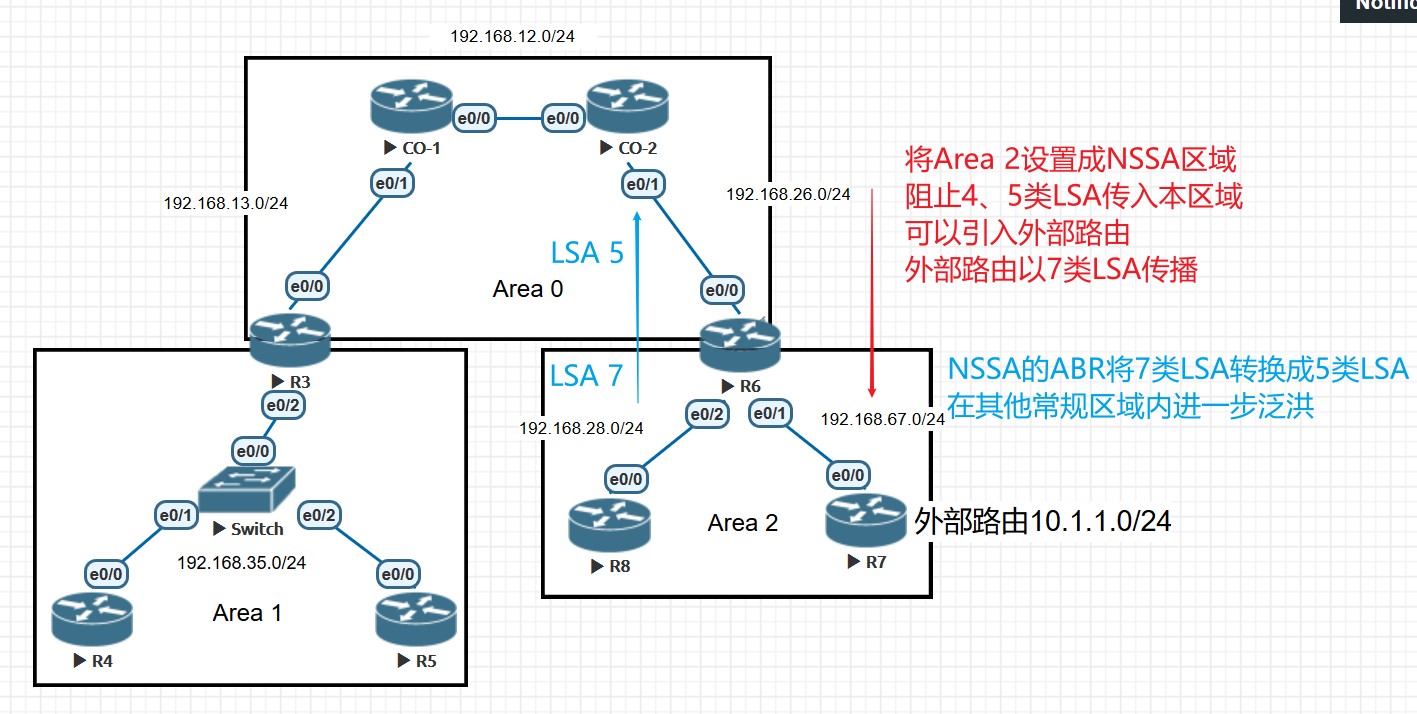 Notific
192.168.12.0/24
e0/0
e0/0
CO-1
CO-2
e0/1
e0/1
192.168.13.0/24
192.168.26.0/24
将Area 2设置成NSSA区域
阻止4、5类LSA传入本区域
可以引入外部路由
外部路由以7类LSA传播
LSA 5
Area 0
e0/0
e0/0
R3
R6
LSA 7
NSSA的ABR将7类LSA转换成5类LSA
在其他常规区域内进一步泛洪
e0/2
e0/2
e0/1
192.168.28.0/24
192.168.67.0/24
e0/0
e0/0
e0/0
e0/1
Switch
e0/2
192.168.35.0/24
Area 2
外部路由10.1.1.0/24
R8
R7
e0/0
e0/0
Area 1
R4
R5